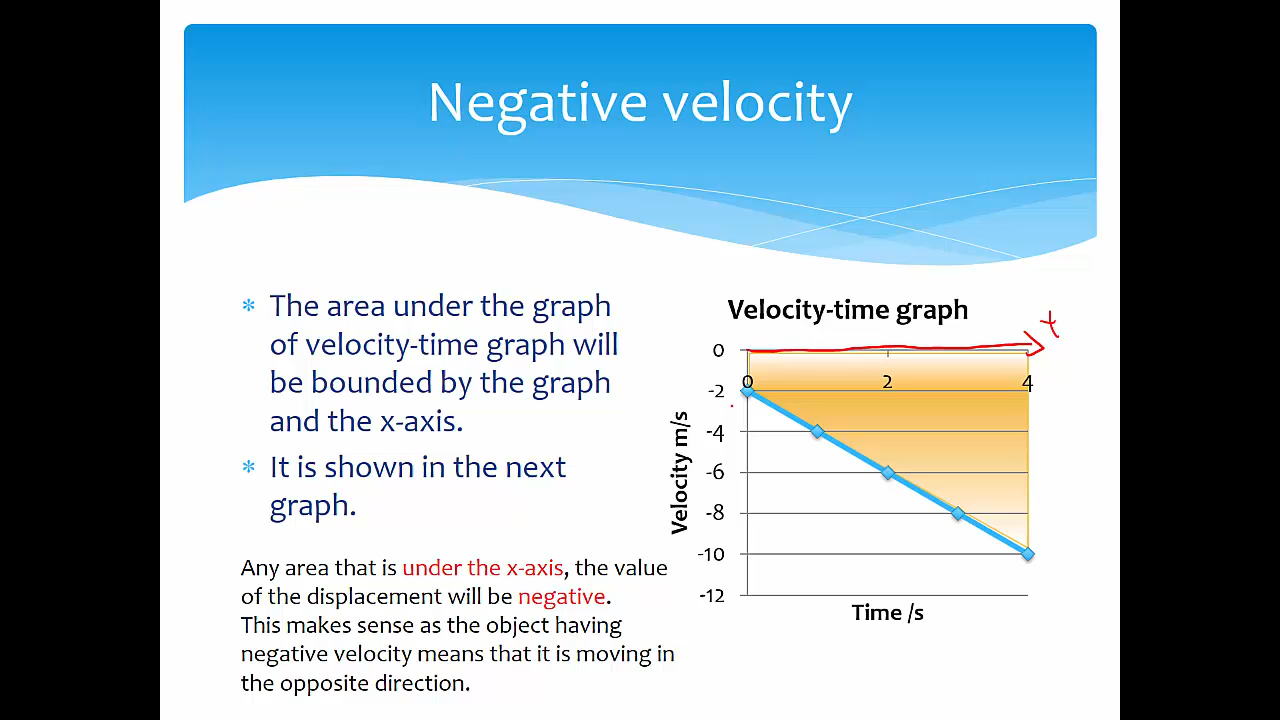 Negative velocity
* The area under the graph
of velocity-time graph will
be bounded by the graph
and the x-axis.
* It is shown in the next
graph.
Any area that is under the x-axis, the value
of the displacement will be negative.
This makes sense as the object having
negative velocity means that it is moving in
the opposite direction.
Velocity-time graph
0
0 2 4
-2
-4
-6
-8
-10
-12
Velocity m/s
Time /s